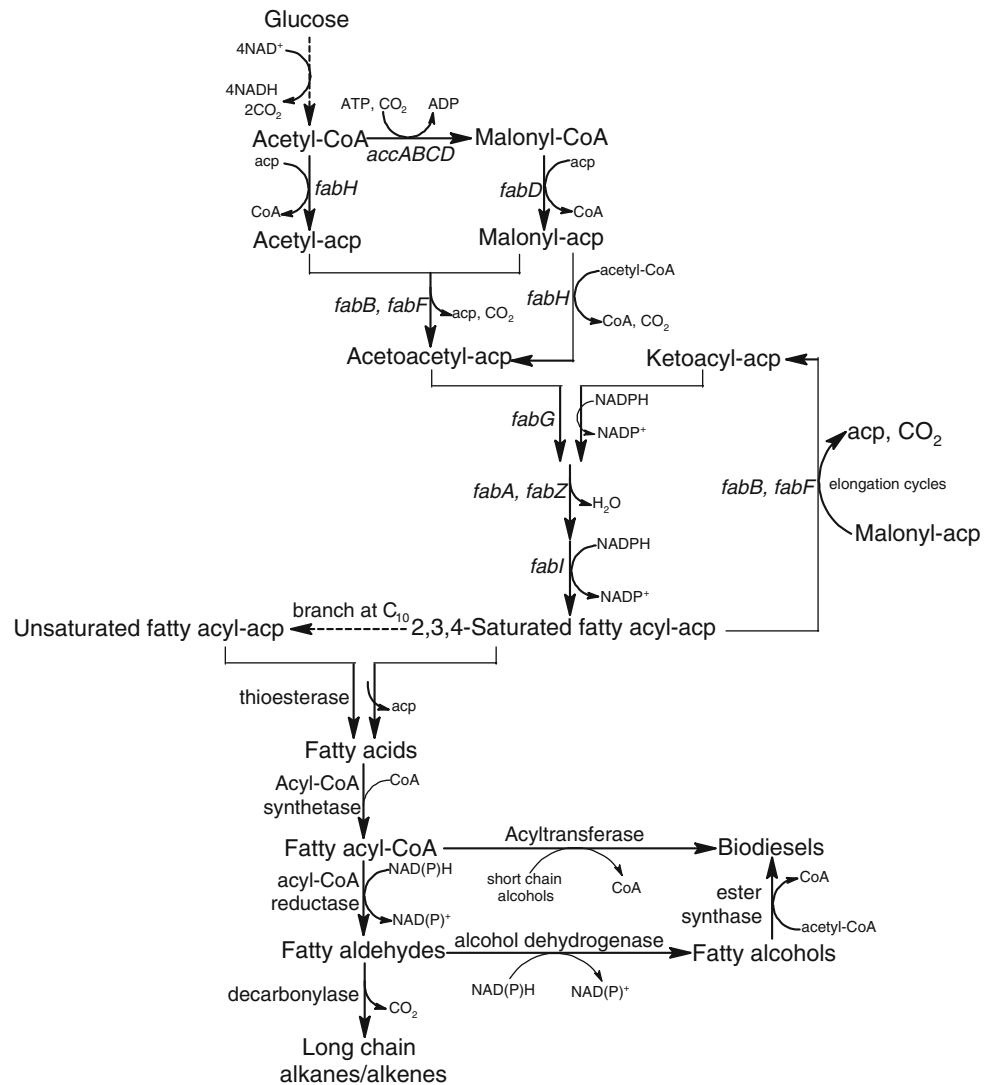 Glucose
4NAD⁺
4NADH
2CO₂
ATP, CO₂ ADP
Acetyl-CoA Malonyl-CoA
accABCD
acp acp
fabH fabD
CoA CoA
Acetyl-acp Malonyl-acp
acetyl-CoA
fabB, fabF fabH
acp, CO₂ CoA, CO₂
Acetoacetyl-acp Ketoacyl-acp
NADPH
fabG
NADP⁺
acp, CO₂
fabA, fabZ fabB, fabF elongation cycles
H₂O
Malonyl-acp
NADPH
fabI
NADP⁺
branch at C₁₀
Unsaturated fatty acyl-acp 2,3,4-Saturated fatty acyl-acp
thioesterase acp
Fatty acids
Acyl-CoA CoA
synthetase
Acyltransferase
Fatty acyl-CoA Biodiesels
NAD(P)H short chain CoA CoA
acyl-CoA alcohols ester
reductase synthase
NAD(P)⁺ acetyl-CoA
Fatty aldehydes alcohol dehydrogenase Fatty alcohols
NAD(P)H NAD(P)⁺
decarbonylase CO₂
Long chain
alkanes/alkenes